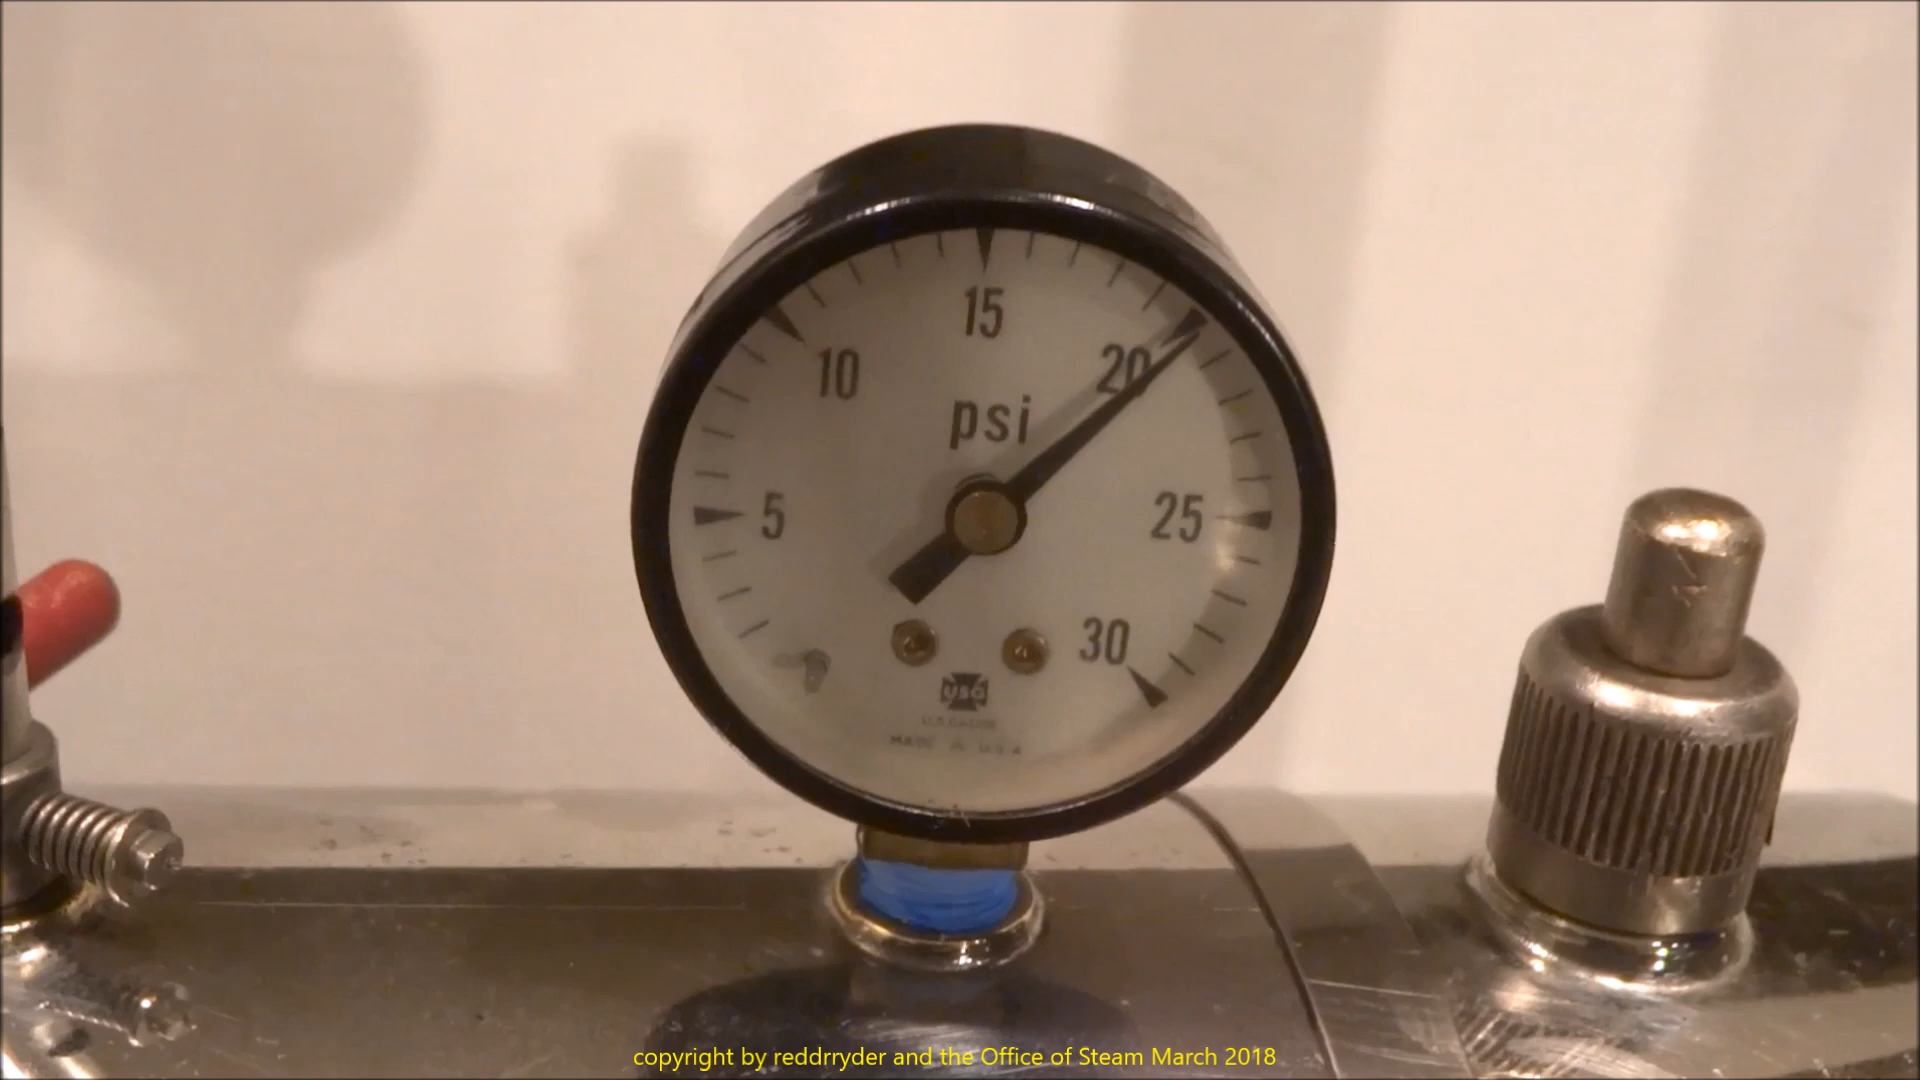 15
10
20
psi
5
25
30
USG
U.S. GAUGE
MADE IN U.S.A
copyright by reddrryder and the Office of Steam March 2018